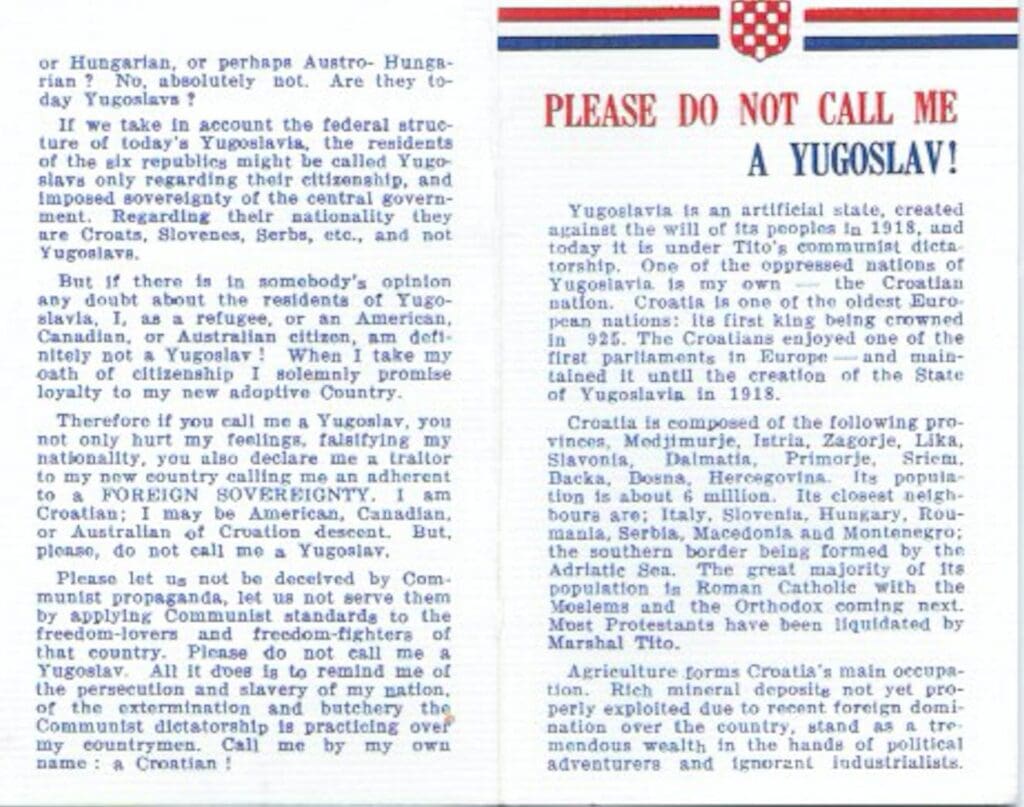 or Hungarian, or perhaps Austro- Hunga-
rian ? No, absolutely not. Are they to-
day Yugoslavs ?
If we take in account the federal struc-
ture of today's Yugoslavia, the residents
of the six republics might be called Yugo-
slavs only regarding their citizenship, and
imposed sovereignty of the central govern-
ment. Regarding their nationality they
are Croats, Slovenes, Serbs, etc., and not
Yugoslavs.
But if there is in somebody's opinion
any doubt about the residents of Yugo-
slavia, I, as a refugee, or an American,
Canadian, or Australian citizen, am defi-
nitely not a Yugoslav ! When I take my
oath of citizenship I solemnly promise
loyalty to my new adoptive Country.
Therefore if you call me a Yugoslav, you
not only hurt my feelings, falsifying my
nationality, you also declare me a traitor
to my new country calling me an adherent
to a FOREIGN SOVEREIGNTY. I am
Croatian; I may be American, Canadian,
or Australian of Croation descent. But,
please, do not call me a Yugoslav.
Please let us not be deceived by Com-
munist propaganda, let us not serve them
by applying Communist standards to the
freedom-lovers and freedom-fighters of
that country. Please do not call me a
Yugoslav. All it does is to remind me of
the persecution and slavery of my nation,
of the extermination and butchery the
Communist dictatorship is practicing over
my countrymen. Call me by my own
name : a Croatian !
PLEASE DO NOT CALL ME
A YUGOSLAV!
Yugoslavia is an artificial state, created
against the will of its peoples in 1918, and
today it is under Tito's communist dicta-
torship. One of the oppressed nations of
Yugoslavia is my own — the Croatian
nation. Croatia is one of the oldest Euro-
pean nations: its first king being crowned
in 925. The Croatians enjoyed one of the
first parliaments in Europe — and main-
tained it until the creation of the State
of Yugoslavia in 1918.
Croatia is composed of the following pro-
vinces, Medjimurje, Istria, Zagorje, Lika,
Slavonia, Dalmatia, Primorje, Sriem,
Backa, Bosna, Hercegovina. Its popula-
tion is about 6 million. Its closest neigh-
bours are; Italy, Slovenia, Hungary, Rou-
mania, Serbia, Macedonia and Montenegro;
the southern border being formed by the
Adriatic Sea. The great majority of its
population is Roman Catholic with the
Moslems and the Orthodox coming next.
Most Protestants have been liquidated by
Marshal Tito.
Agriculture forms Croatia's main occupa-
tion. Rich mineral deposits not yet pro-
perly exploited due to recent foreign domi-
nation over the country, stand as a tre-
mendous wealth in the hands of political
adventurers and ignorant industrialists.